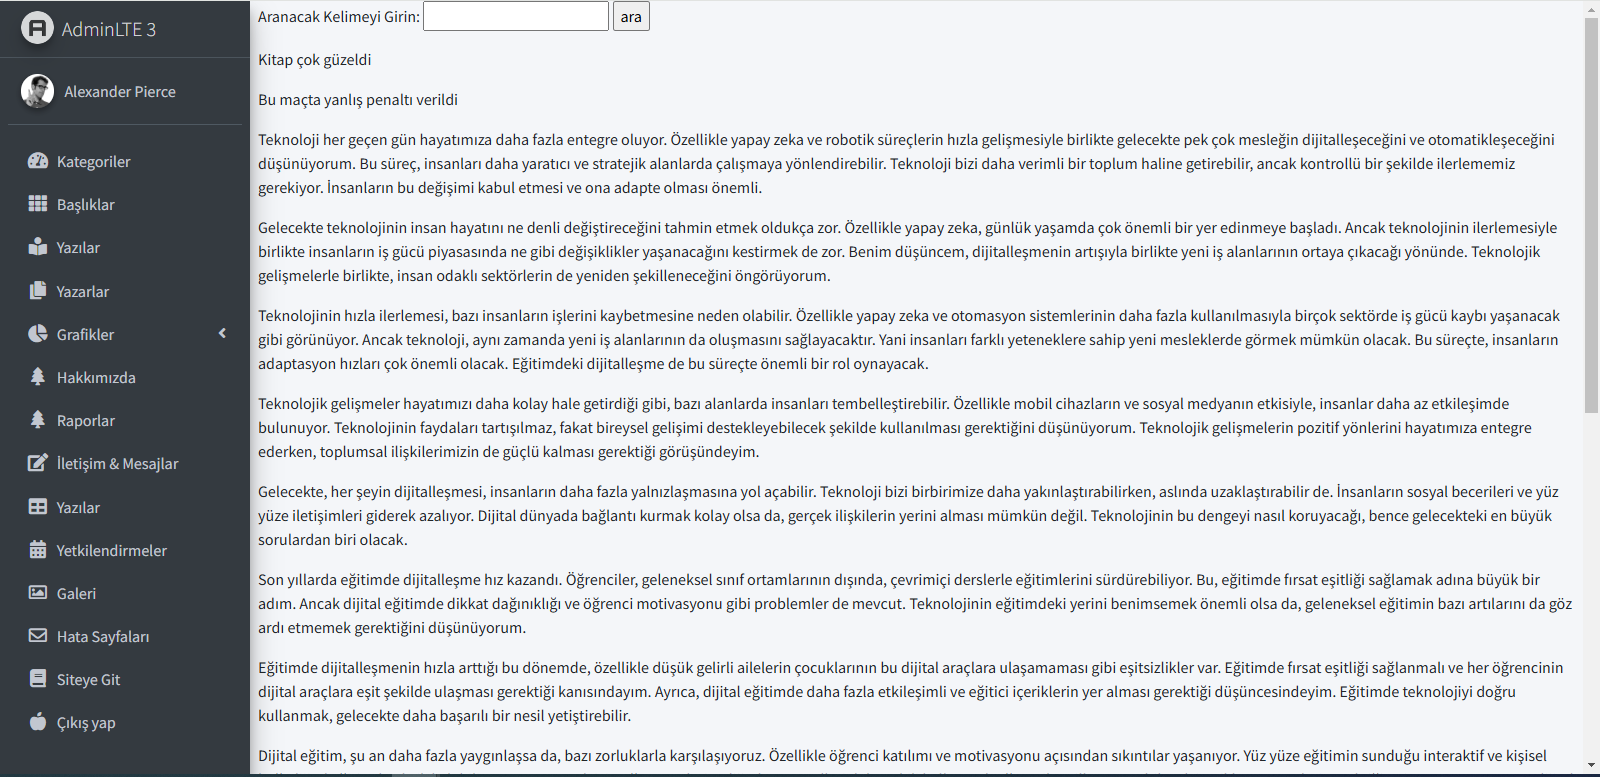 AdminLTE 3
Alexander Pierce
Kategoriler
Başlıklar
Yazılar
Yazarlar
Grafikler
Hakkımızda
Raporlar
İletişim & Mesajlar
Yazılar
Yetkilendirmeler
Galeri
Hata Sayfaları
Siteye Git
Çıkış yap
Aranacak Kelimeyi Girin: ara
Kitap çok güzeldi
Bu maçta yanlış penaltı verildi
Teknoloji her geçen gün hayatımıza daha fazla entegre oluyor. Özellikle yapay zeka ve robotik süreçlerin hızla gelişmesiyle birlikte gelecekte pek çok mesleğin dijitalleşeceğini ve otomatikleşeceğini
düşünüyorum. Bu süreç, insanları daha yaratıcı ve stratejik alanlarda çalışmaya yönlendirebilir. Teknoloji bizi daha verimli bir toplum haline getirebilir, ancak kontrollü bir şekilde ilerlememiz
gerekiyor. İnsanların bu değişimi kabul etmesi ve ona adapte olması önemli.
Gelecekte teknolojinin insan hayatını ne denli değiştireceğini tahmin etmek oldukça zor. Özellikle yapay zeka, günlük yaşamda çok önemli bir yer edinmeye başladı. Ancak teknolojinin ilerlemesiyle
birlikte insanların iş gücü piyasasında ne gibi değişiklikler yaşanacağını kestirmek de zor. Benim düşüncem, dijitalleşmenin artışıyla birlikte yeni iş alanlarının ortaya çıkacağı yönünde. Teknolojik
gelişmelerle birlikte, insan odaklı sektörlerin de yeniden şekilleneceğini öngörüyorum.
Teknolojinin hızla ilerlemesi, bazı insanların işlerini kaybetmesine neden olabilir. Özellikle yapay zeka ve otomasyon sistemlerinin daha fazla kullanılmasıyla birçok sektörde iş gücü kaybı yaşanacak
gibi görünüyor. Ancak teknoloji, aynı zamanda yeni iş alanlarının da oluşmasını sağlayacaktır. Yani insanları farklı yeteneklere sahip yeni mesleklerde görmek mümkün olacak. Bu süreçte, insanların
adaptasyon hızları çok önemli olacak. Eğitimdeki dijitalleşme de bu süreçte önemli bir rol oynayacak.
Teknolojik gelişmeler hayatımızı daha kolay hale getirdiği gibi, bazı alanlarda insanları tembelleştirebilir. Özellikle mobil cihazların ve sosyal medyanın etkisiyle, insanlar daha az etkileşimde
bulunuyor. Teknolojinin faydaları tartışılmaz, fakat bireysel gelişimi destekleyebilecek şekilde kullanılması gerektiğini düşünüyorum. Teknolojik gelişmelerin pozitif yönlerini hayatımıza entegre
ederken, toplumsal ilişkilerimizin de güçlü kalması gerektiği görüşündeyim.
Gelecekte, her şeyin dijitalleşmesi, insanların daha fazla yalnızlaşmasına yol açabilir. Teknoloji bizi birbirimize daha yakınlaştırabilirken, aslında uzaklaştırabilir de. İnsanların sosyal becerileri ve yüz
yüze iletişimleri giderek azalıyor. Dijital dünyada bağlantı kurmak kolay olsa da, gerçek ilişkilerin yerini alması mümkün değil. Teknolojinin bu dengeyi nasıl koruyacağı, bence gelecekteki en büyük
sorulardan biri olacak.
Son yıllarda eğitimde dijitalleşme hız kazandı. Öğrenciler, geleneksel sınıf ortamlarının dışında, çevrimiçi derslerle eğitimlerini sürdürebiliyor. Bu, eğitimde fırsat eşitliği sağlamak adına büyük bir
adım. Ancak dijital eğitimde dikkat dağınıklığı ve öğrenci motivasyonu gibi problemler de mevcut. Teknolojinin eğitimdeki yerini benimsemek önemli olsa da, geleneksel eğitimin bazı artılarını da göz
ardı etmemek gerektiğini düşünüyorum.
Eğitimde dijitalleşmenin hızla arttığı bu dönemde, özellikle düşük gelirli ailelerin çocuklarının bu dijital araçlara ulaşamaması gibi eşitsizlikler var. Eğitimde fırsat eşitliği sağlanmalı ve her öğrencinin
dijital araçlara eşit şekilde ulaşması gerektiği kanısındayım. Ayrıca, dijital eğitimde daha fazla etkileşimli ve eğitici içeriklerin yer alması gerektiği düşüncesindeyim. Eğitimde teknolojiyi doğru
kullanmak, gelecekte daha başarılı bir nesil yetiştirebilir.
Dijital eğitim, şu an daha fazla yaygınlaşsa da, bazı zorluklarla karşılaşıyoruz. Özellikle öğrenci katılımı ve motivasyonu açısından sıkıntılar yaşanıyor. Yüz yüze eğitimin sunduğu interaktif ve kişisel